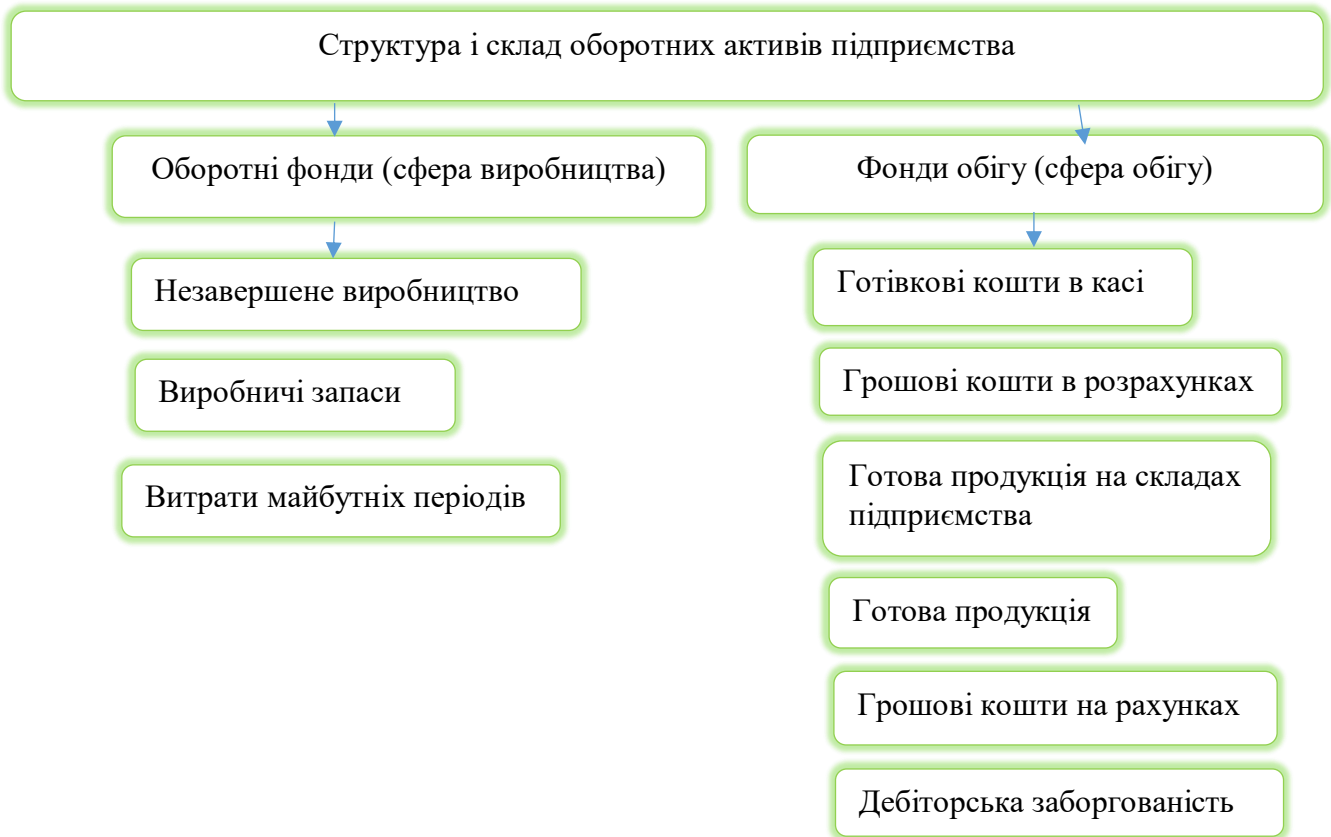 Структура і склад оборотних активів підприємства
Оборотні фонди (сфера виробництва)
Фонди обігу (сфера обігу)
Незавершене виробництво
Виробничі запаси
Витрати майбутніх періодів
Готівкові кошти в касі
Грошові кошти в розрахунках
Готова продукція на складах
підприємства
Готова продукція
Грошові кошти на рахунках
Дебіторська заборгованість